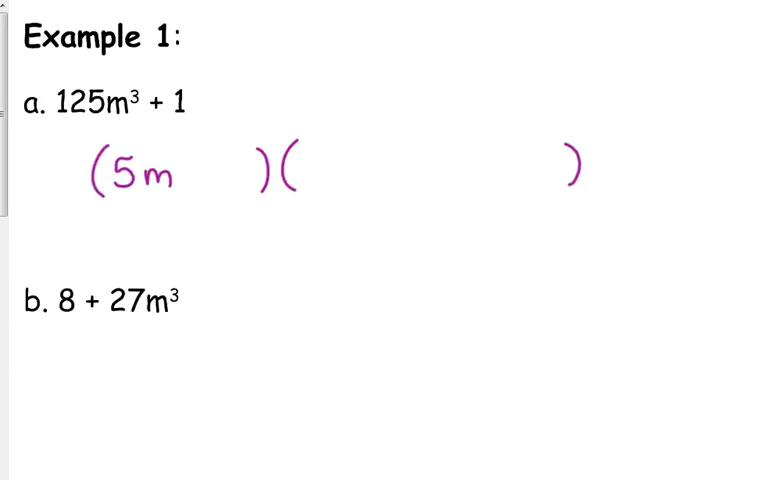 Example 1:
a. 125m³ + 1
(5m )( )
b. 8 + 27m³